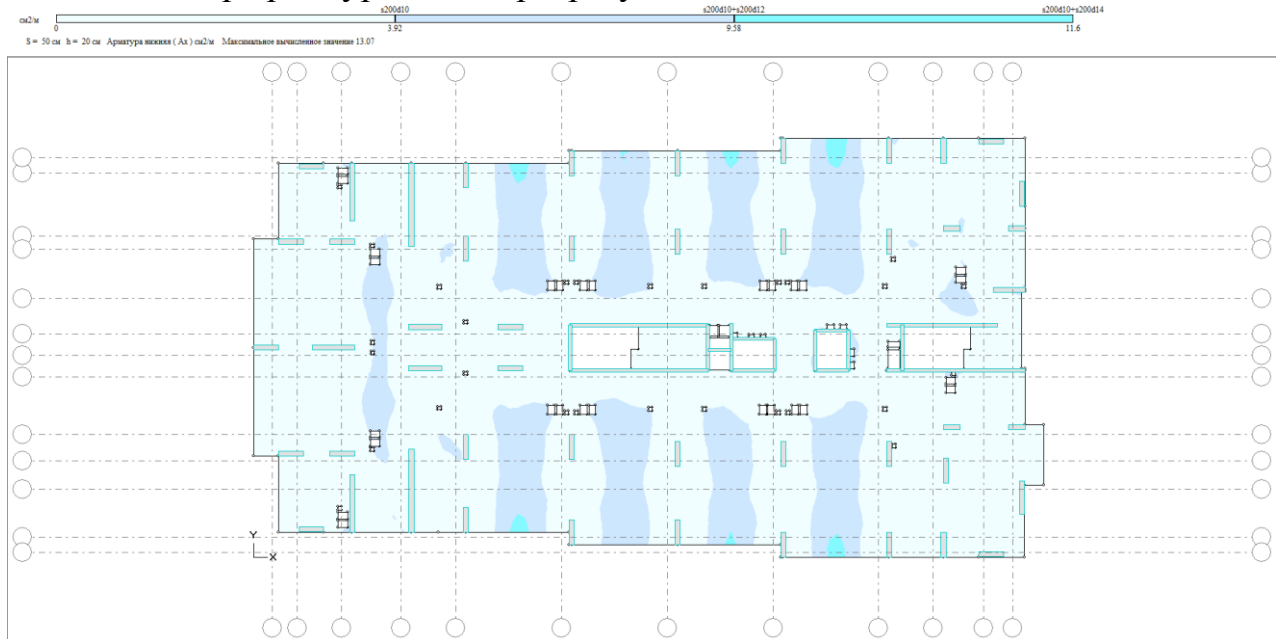 s200d10 s200d10+s200d12 s200d10+s200d14
см2/м
0 3.92 9.58 11.6
S = 50 см h = 20 см Арматура нижняя ( Ax ) см2/м Максимальное вычисленное значение 13.07
Y
X